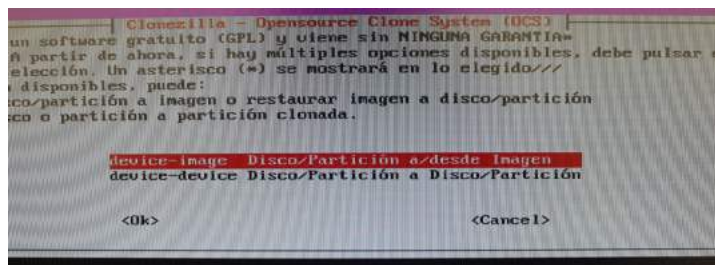 Clonezilla - Opensource Clone System (OCS)
un software gratuito (GPL) y viene sin NINGUNA GARANTIA*
A partir de ahora, si hay múltiples opciones disponibles, debe pulsar
elección. Un asterisco (*) se mostrará en lo elegido///
disponibles, puede:
co/partición a imagen o restaurar imagen a disco/partición
co o partición a partición clonada.
device-image Disco/Partición a/desde Imagen
device-device Disco/Partición a Disco/Partición
<Ok> <Cancel>